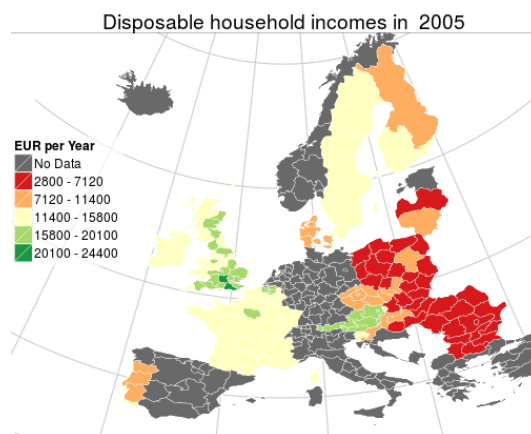 Disposable household incomes in  2005
EUR per Year
No Data
2800 - 7120
7120 - 11400
11400 - 15800
15800 - 20100
20100 - 24400